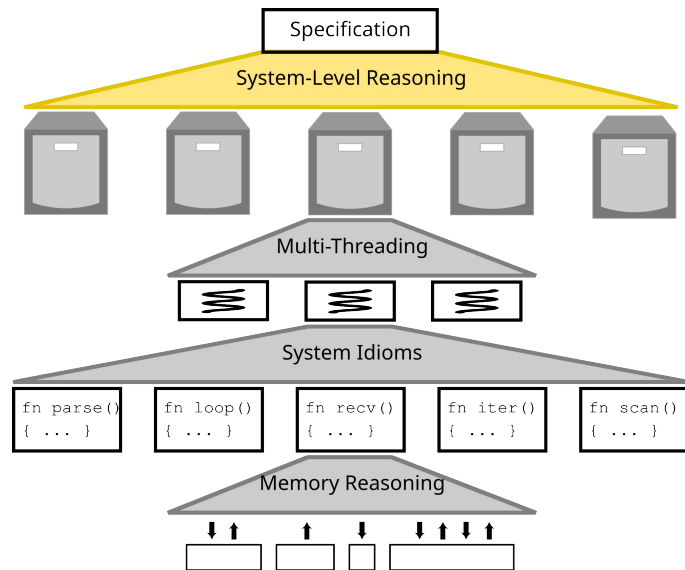 Specification
System-Level Reasoning
Multi-Threading
System Idioms
fn parse() fn loop() fn recv() fn iter() fn scan()
{ ... } { ... } { ... } { ... } { ... }
Memory Reasoning